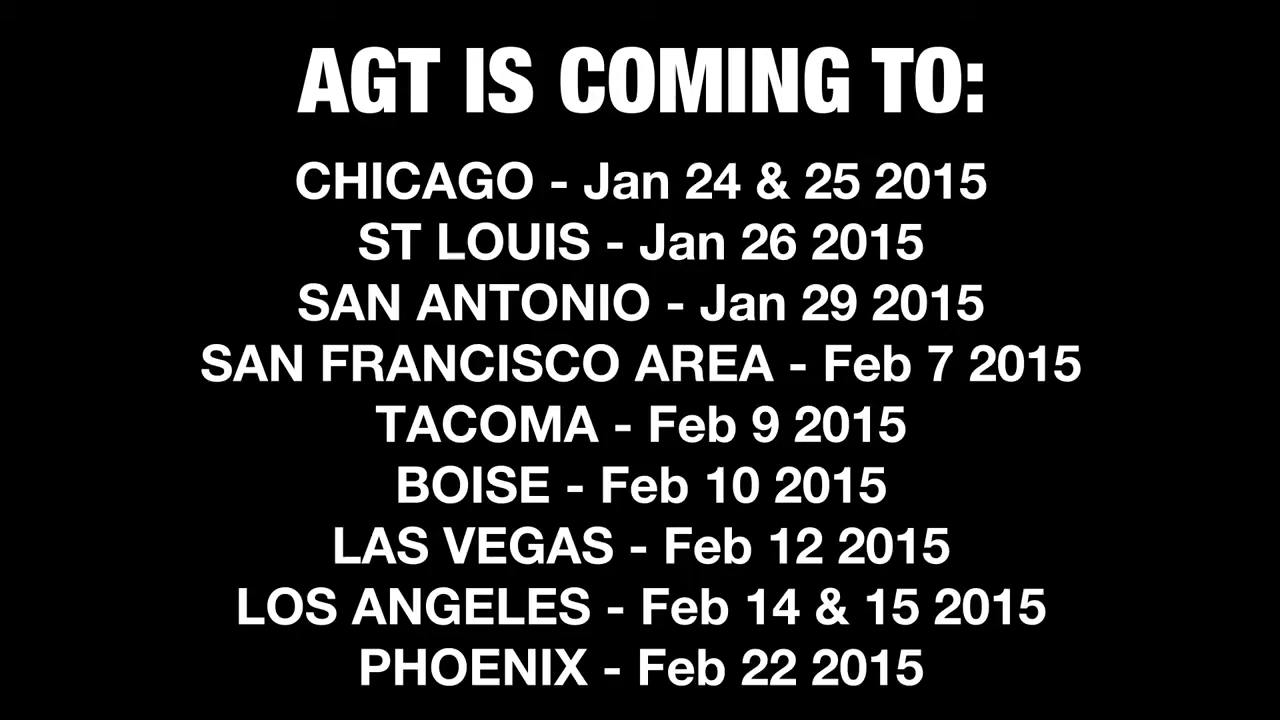 AGT IS COMING TO:
CHICAGO - Jan 24 & 25 2015
ST LOUIS - Jan 26 2015
SAN ANTONIO - Jan 29 2015
SAN FRANCISCO AREA - Feb 7 2015
TACOMA - Feb 9 2015
BOISE - Feb 10 2015
LAS VEGAS - Feb 12 2015
LOS ANGELES - Feb 14 & 15 2015
PHOENIX - Feb 22 2015